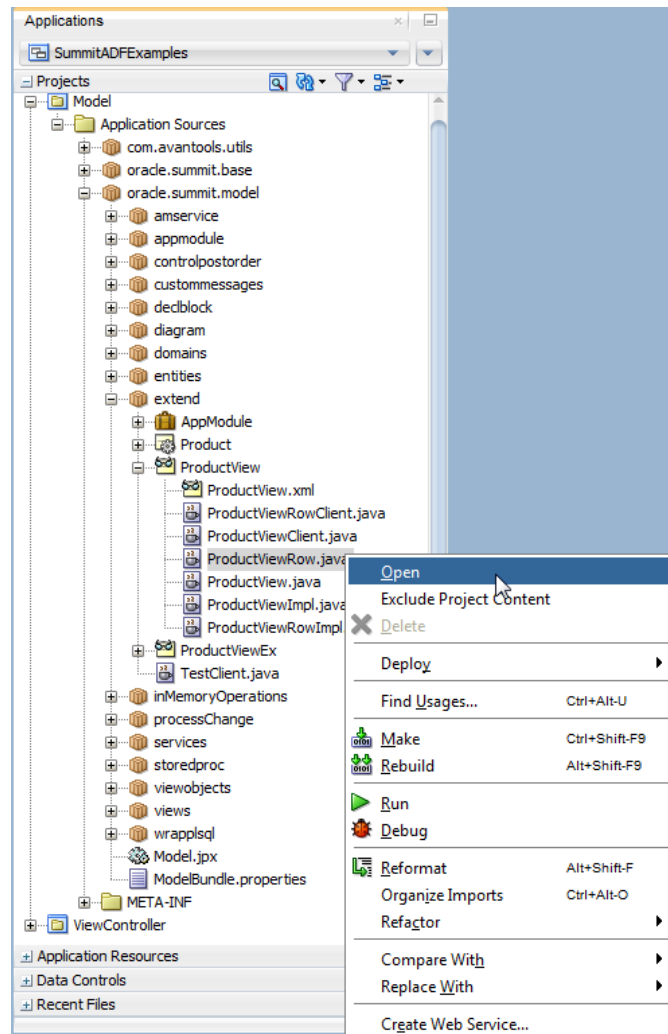 Applications
SummitADFExamples
Projects
Model
Application Sources
com.avantools.utils
oracle.summit.base
oracle.summit.model
amservice
appmodule
controlpostorder
custommessages
declblock
diagram
domains
entities
extend
AppModule
Product
ProductView
ProductView.xml
ProductViewRowClient.java
ProductViewClient.java
ProductViewRow.java
ProductView.java
ProductViewImpl.java
ProductViewRowImpl.
ProductViewEx
TestClient.java
inMemoryOperations
processChange
services
storedproc
viewobjects
views
wrapplsql
Model.jpx
ModelBundle.properties
META-INF
ViewController
Application Resources
Data Controls
Recent Files
Open
Exclude Project Content
Delete
Deploy
Find Usages... Ctrl+Alt-U
Make Ctrl+Shift-F9
Rebuild Alt+Shift-F9
Run
Debug
Reformat Alt+Shift-F
Organize Imports Ctrl+Alt-O
Refactor
Compare With
Replace With
Create Web Service...